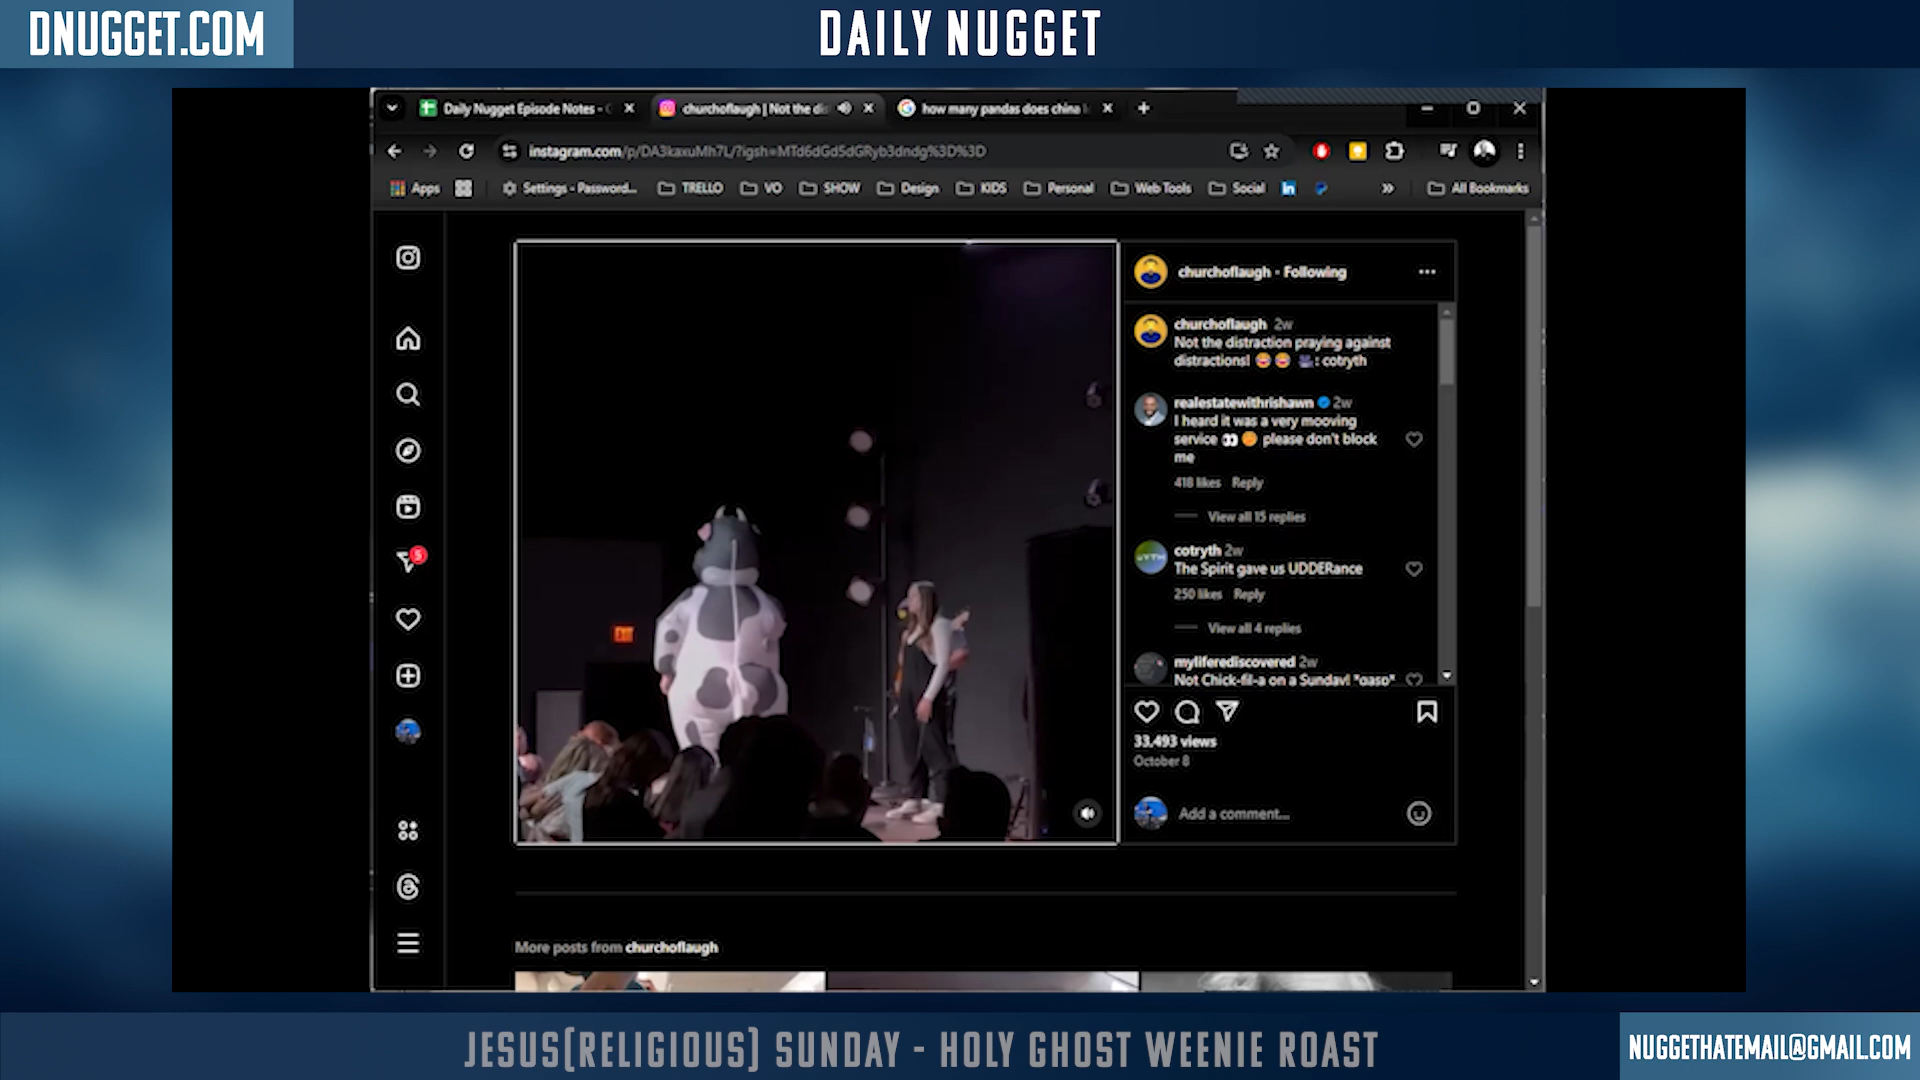 DNUGGET.COM
DAILY NUGGET
Daily Nugget Episode Notes -
churchoflaugh | Not the di
how many pandas does china
instagram.com/p/DA3kaxuMh7L/?igsh=MTd6dGd5dGRyb3dndg%3D%3D
Apps
Settings - Password...
TRELLO
VO
SHOW
Design
KIDS
Personal
Web Tools
Social
in
»
All Bookmarks
churchoflaugh • Following
churchoflaugh 2w
Not the distraction praying against
distractions! : cotryth
realestatewithrishawn 2w
I heard it was a very mooving
service 👀 please don't block
me
418 likes Reply
View all 15 replies
cotryth 2w
The Spirit gave us UDDERance
250 likes Reply
View all 4 replies
myliferediscovered 2w
Not Chick-fil-a on a Sunday! *gasp*
5
EXIT
33,493 views
October 8
Add a comment...
More posts from churchoflaugh
JESUS(RELIGIOUS) SUNDAY - HOLY GHOST WEENIE ROAST
NUGGETHATEMAIL@GMAIL.COM